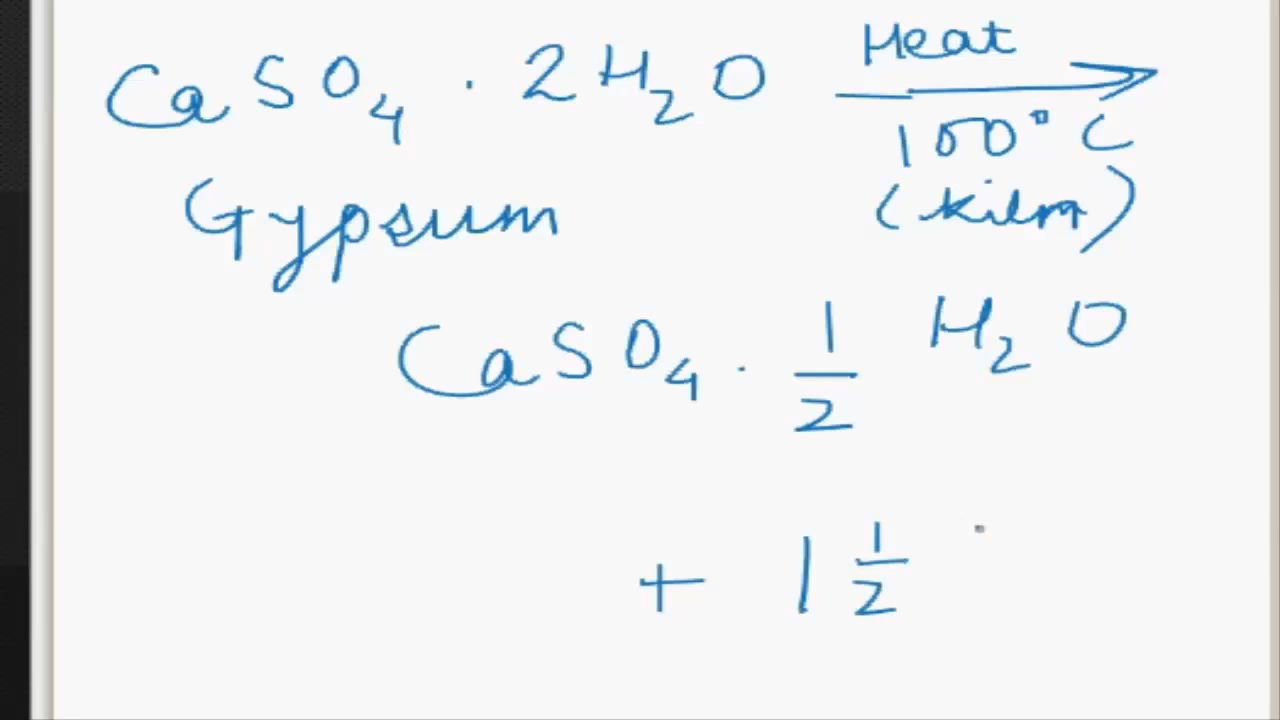 CaSO₄ · 2H₂O Heat ⟶
100°C
Gypsum (kiln)
CaSO₄ · 1/2 H₂O
+ 1 1/2